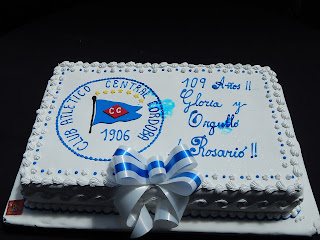 CLUB ATLETICO CENTRAL CORDOBA
CC
1906
109 Años !!
Gloria y
Orgullo
Rosario !!